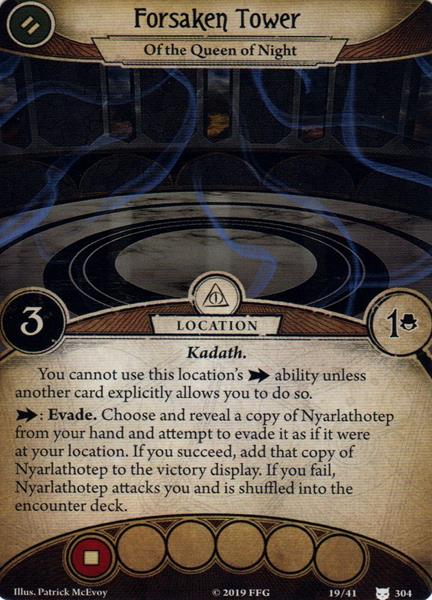 Forsaken Tower
Of the Queen of Night
3
1
LOCATION
Kadath.
You cannot use this location's ability unless
another card explicitly allows you to do so.
: Evade. Choose and reveal a copy of Nyarlathotep
from your hand and attempt to evade it as if it were
at your location. If you succeed, add that copy of
Nyarlathotep to the victory display. If you fail,
Nyarlathotep attacks you and is shuffled into the
encounter deck.
Illus. Patrick McEvoy © 2019 FFG 19/41 304